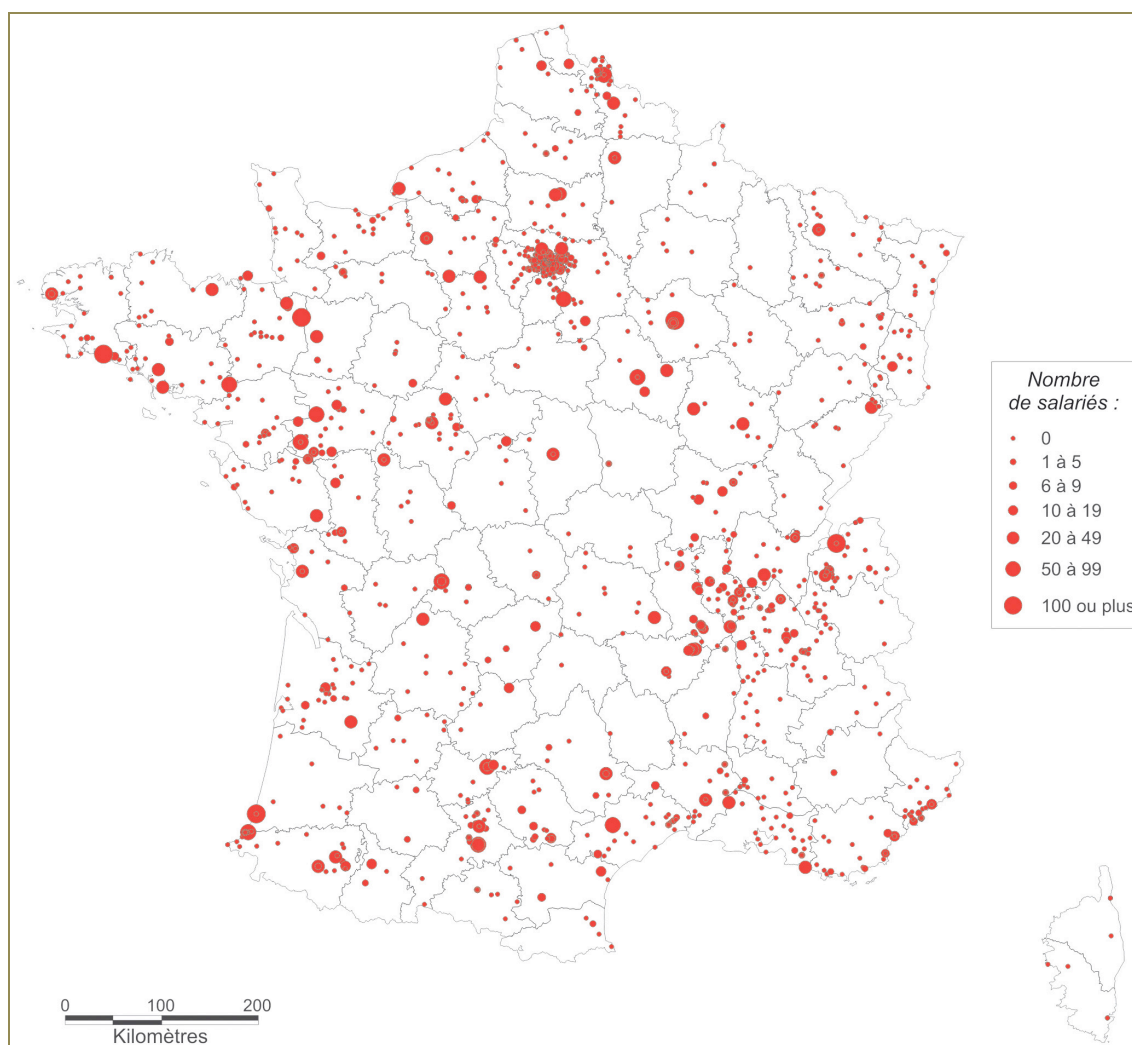 Nombre
de salariés :
0
1 à 5
6 à 9
10 à 19
20 à 49
50 à 99
100 ou plus
0 100 200
Kilomètres